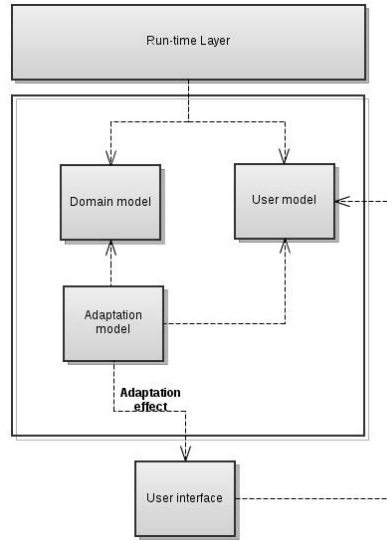 Run-time Layer
Domain model
User model
Adaptation
model
Adaptation
effect
User interface